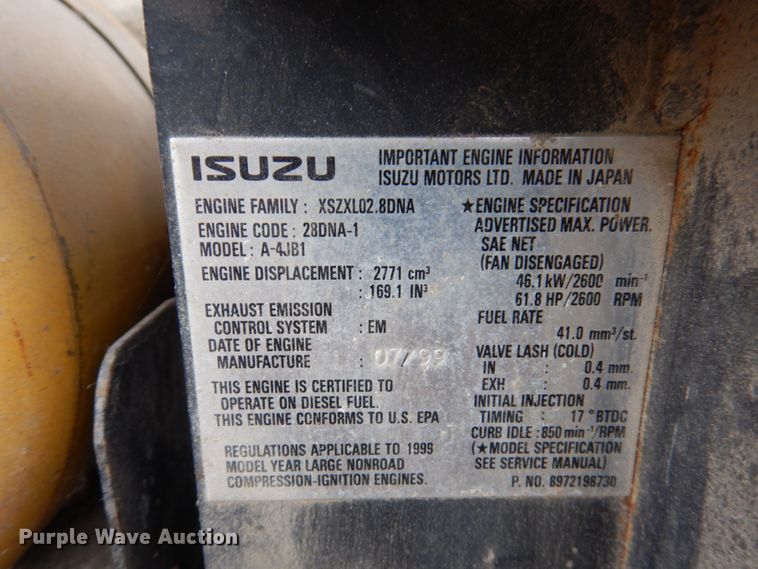 ISUZU
IMPORTANT ENGINE INFORMATION
ISUZU MOTORS LTD. MADE IN JAPAN
ENGINE FAMILY : XSZXL02.8DNA
ENGINE CODE : 28DNA-1
MODEL : A-4JB1
ENGINE DISPLACEMENT : 2771 cm³
: 169.1 IN³
EXHAUST EMISSION
CONTROL SYSTEM : EM
DATE OF ENGINE
MANUFACTURE : 07/99
THIS ENGINE IS CERTIFIED TO
OPERATE ON DIESEL FUEL.
THIS ENGINE CONFORMS TO U.S. EPA
REGULATIONS APPLICABLE TO 1999
MODEL YEAR LARGE NONROAD
COMPRESSION-IGNITION ENGINES.
★ENGINE SPECIFICATION
ADVERTISED MAX. POWER.
SAE NET
(FAN DISENGAGED)
46.1 kW/2600 min⁻¹
61.8 HP/2600 RPM
FUEL RATE
41.0 mm³/st.
VALVE LASH (COLD)
IN : 0.4 mm.
EXH : 0.4 mm.
INITIAL INJECTION
TIMING : 17 °BTDC
CURB IDLE : 850 min⁻¹/RPM
(★MODEL SPECIFICATION
SEE SERVICE MANUAL)
P. NO. 8972198730
Purple Wave Auction